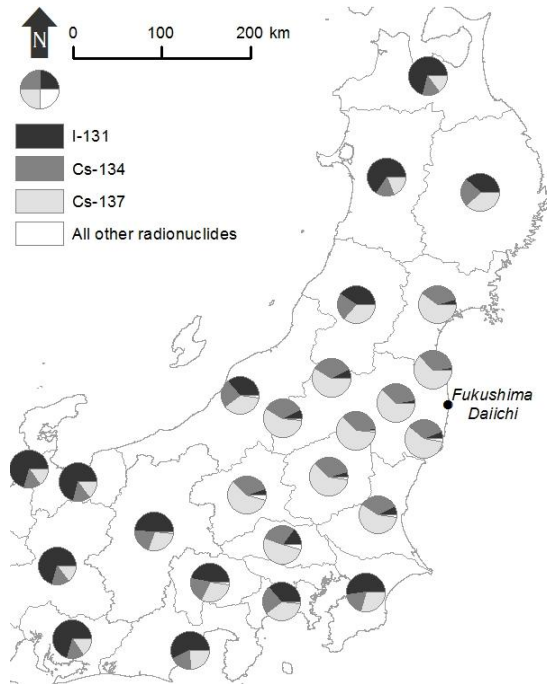 N
0 100 200 km
I-131
Cs-134
Cs-137
All other radionuclides
Fukushima
Daiichi